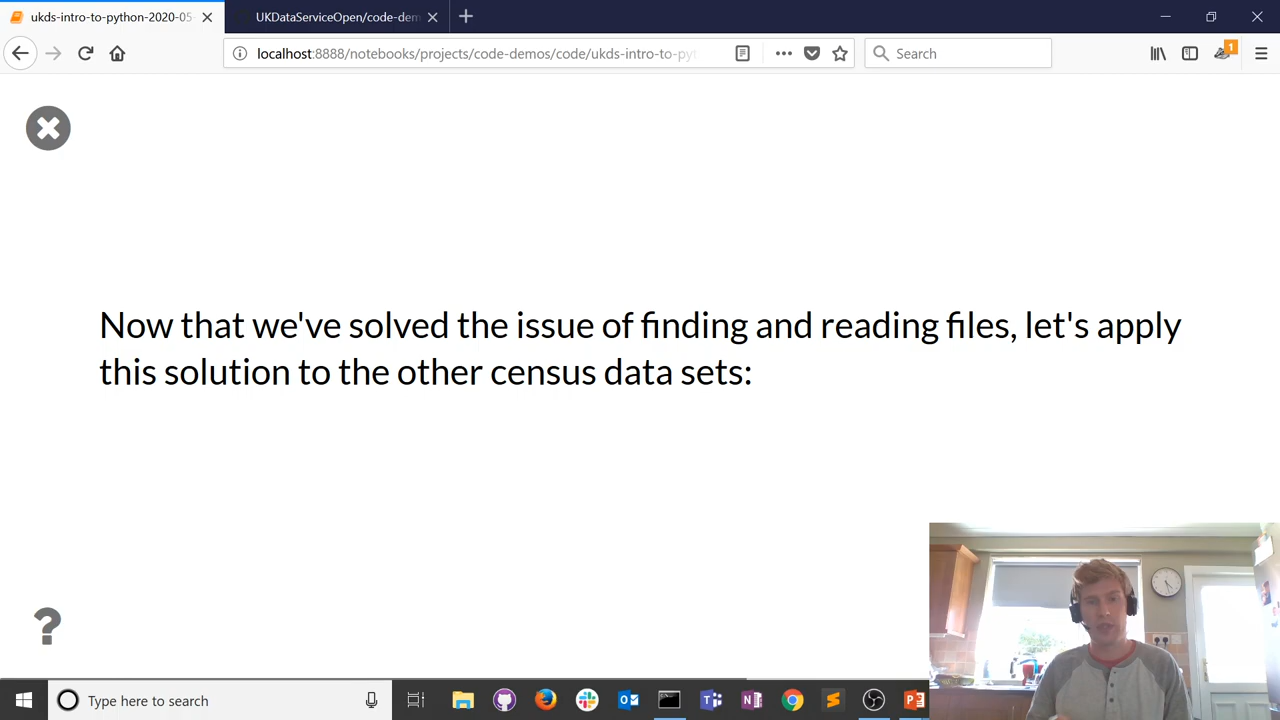 ukds-intro-to-python-2020-05-
UKDataServiceOpen/code-dem
localhost:8888/notebooks/projects/code-demos/code/ukds-intro-to-pyt
Search
1
Now that we've solved the issue of finding and reading files, let's apply
this solution to the other census data sets:
?
Type here to search